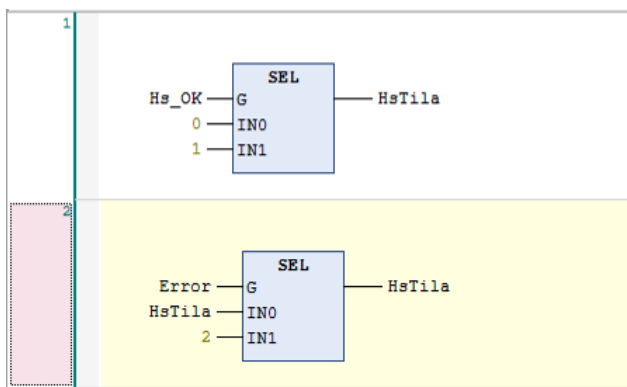 1
SEL
Hs_OK G HsTila
0 IN0
1 IN1
2
SEL
Error G HsTila
HsTila IN0
2 IN1